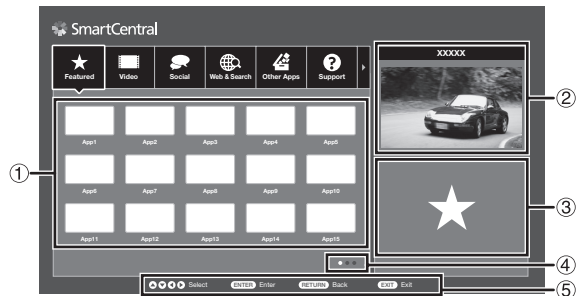 SmartCentral
XXXXX
Featured Video Social Web & Search Other Apps Support
②
App1 App2 App3 App4 App5
①
App6 App7 App8 App9 App10
③
App11 App12 App13 App14 App15
④
Select ENTER Enter RETURN Back EXIT Exit
⑤